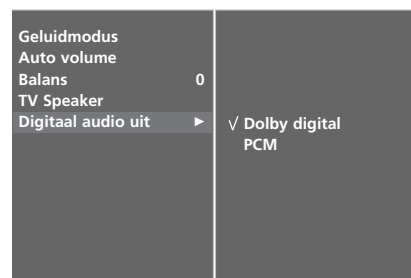 Geluidmodus
Auto volume
Balans 0
TV Speaker
Digitaal audio uit ►
√ Dolby digital
PCM